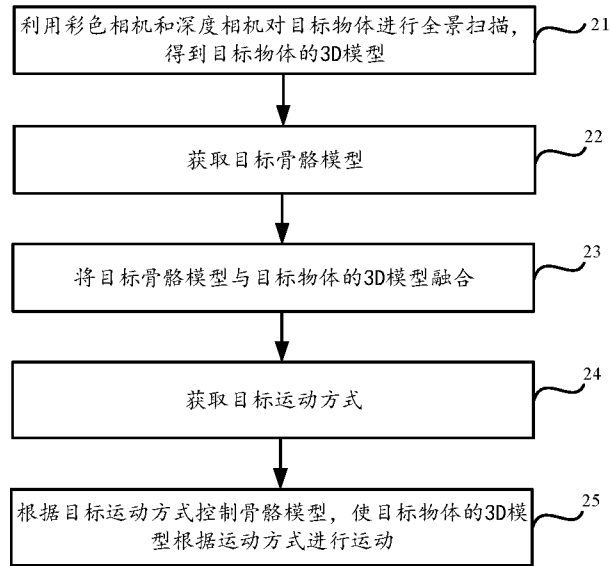 利用彩色相机和深度相机对目标物体进行全景扫描,
得到目标物体的3D模型
21
获取目标骨骼模型
22
将目标骨骼模型与目标物体的3D模型融合
23
获取目标运动方式
24
根据目标运动方式控制骨骼模型, 使目标物体的3D模
型根据运动方式进行运动
25